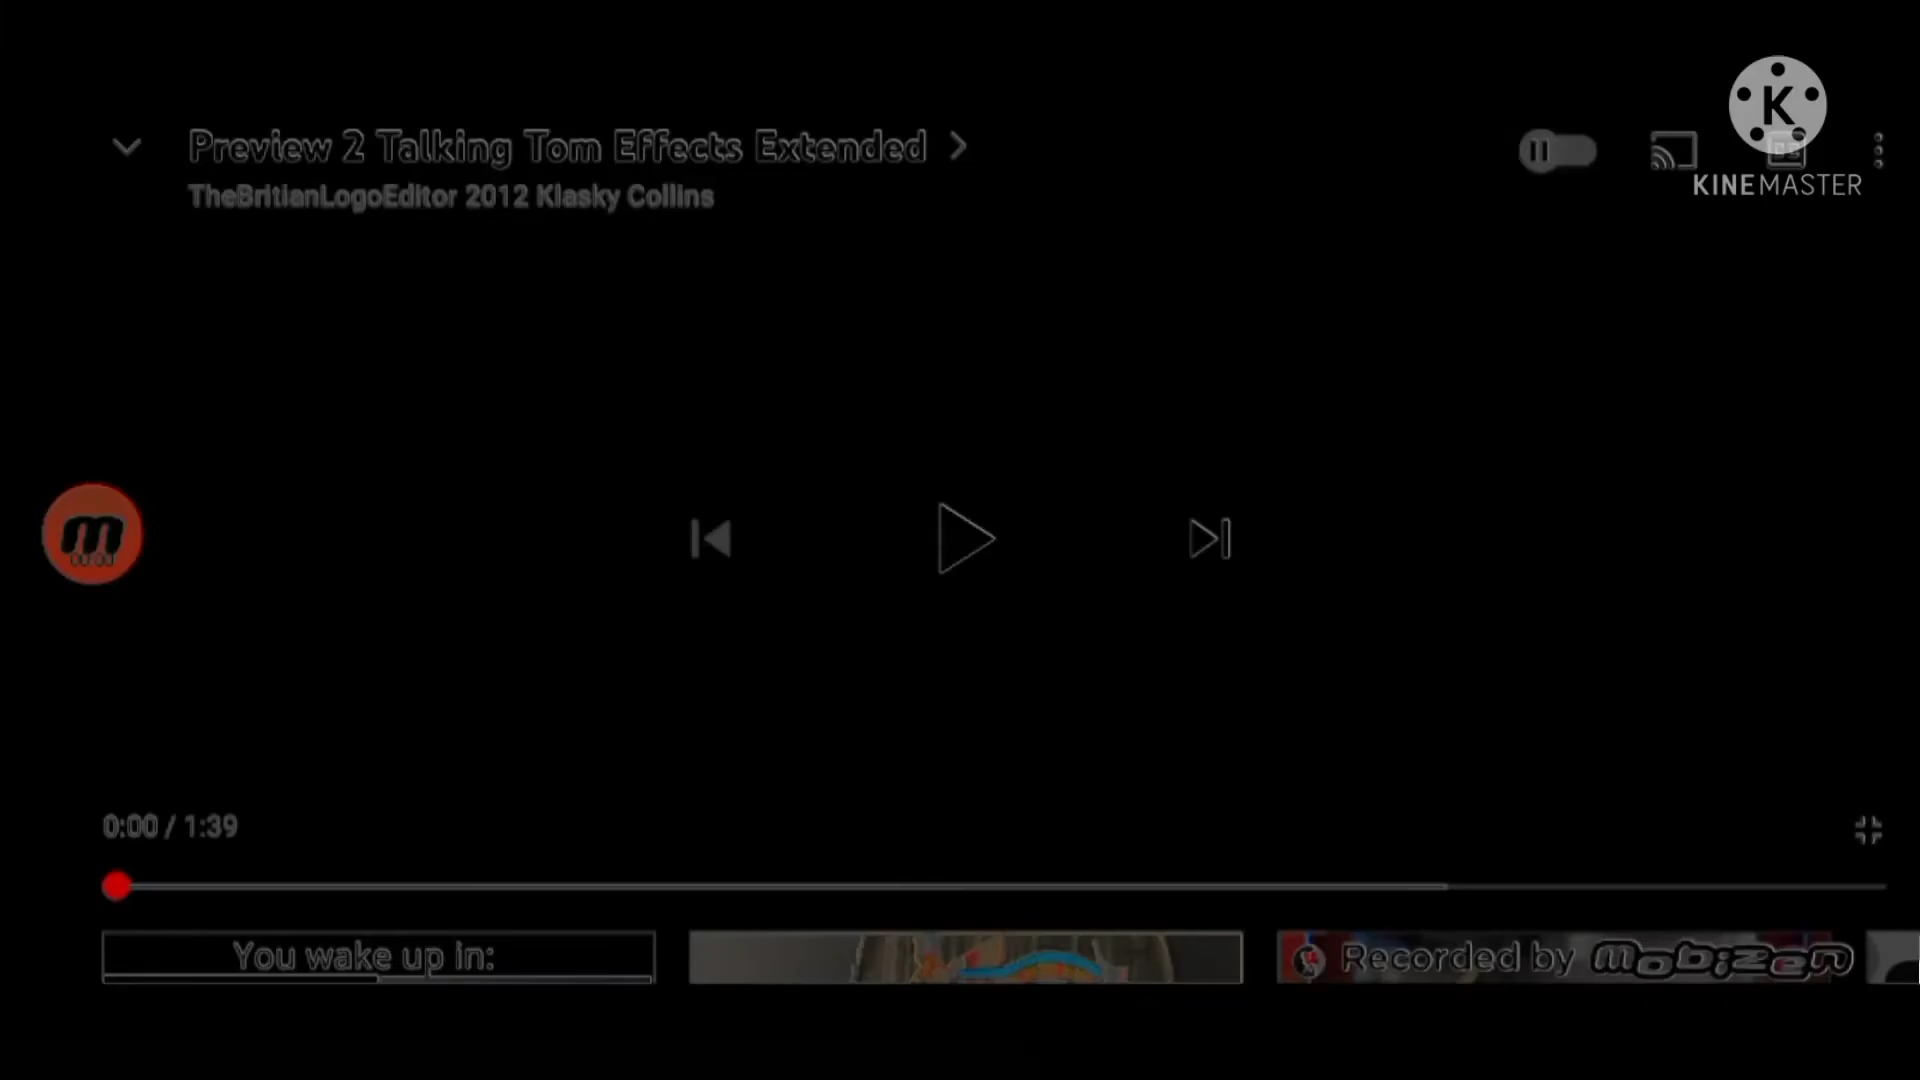 Preview 2 Talking Tom Effects Extended
TheBritianLogoEditor 2012 Klasky Collins
K
KINEMASTER
CC
m
0:00 / 1:39
You wake up in:
Recorded by mobizen